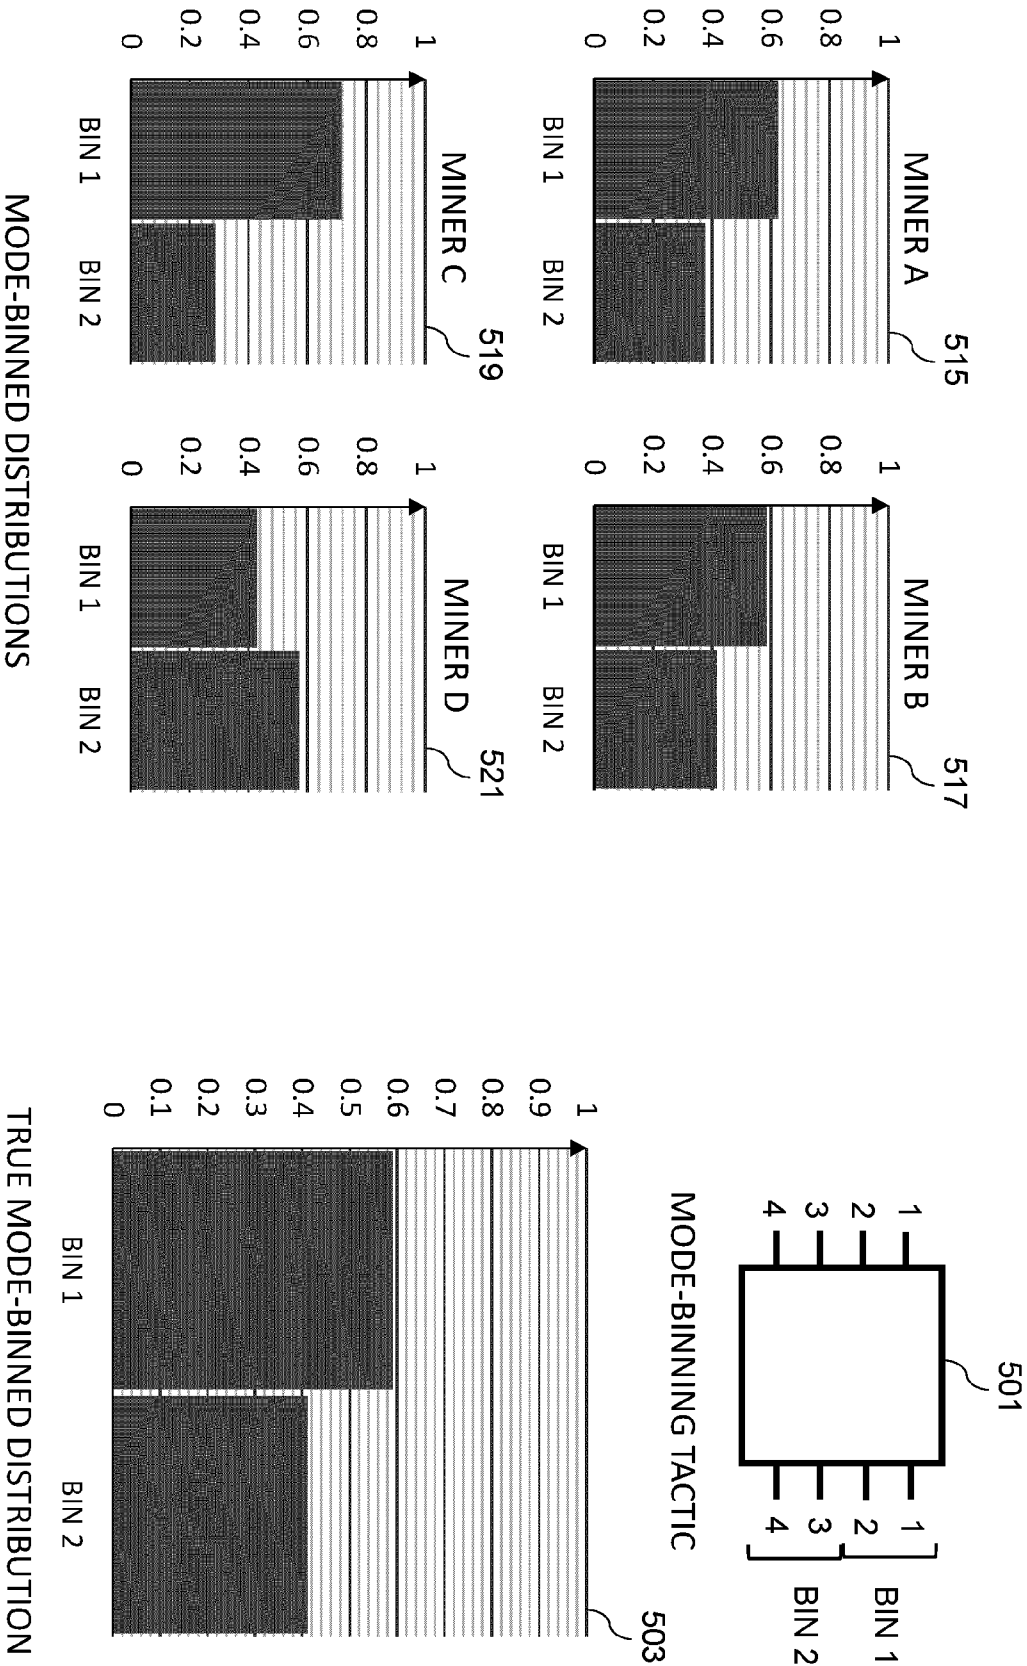 501
1
2
3
4
1
2
3
4
BIN 1
BIN 2
MODE-BINNING TACTIC
MINER A
515
1
0.8
0.6
0.4
0.2
0
BIN 1
BIN 2
MINER B
517
1
0.8
0.6
0.4
0.2
0
BIN 1
BIN 2
MINER C
519
1
0.8
0.6
0.4
0.2
0
BIN 1
BIN 2
MINER D
521
1
0.8
0.6
0.4
0.2
0
BIN 1
BIN 2
MODE-BINNED DISTRIBUTIONS
503
1
0.9
0.8
0.7
0.6
0.5
0.4
0.3
0.2
0.1
0
BIN 1
BIN 2
TRUE MODE-BINNED DISTRIBUTION